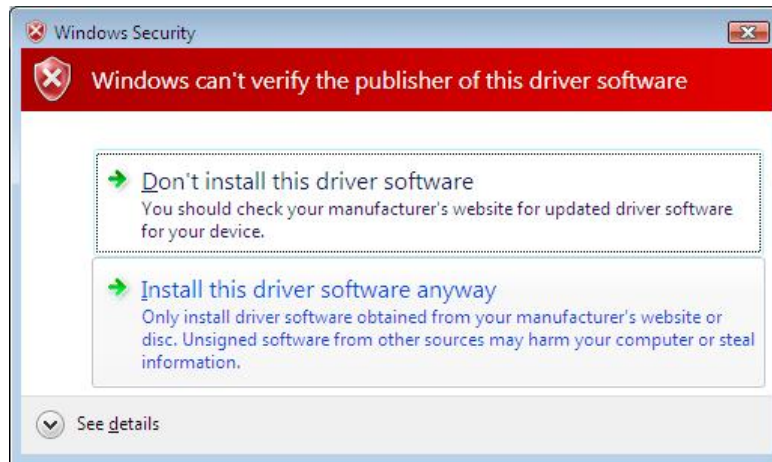 Windows Security
Windows can't verify the publisher of this driver software
Don't install this driver software
You should check your manufacturer's website for updated driver software
for your device.
Install this driver software anyway
Only install driver software obtained from your manufacturer's website or
disc. Unsigned software from other sources may harm your computer or steal
information.
See details